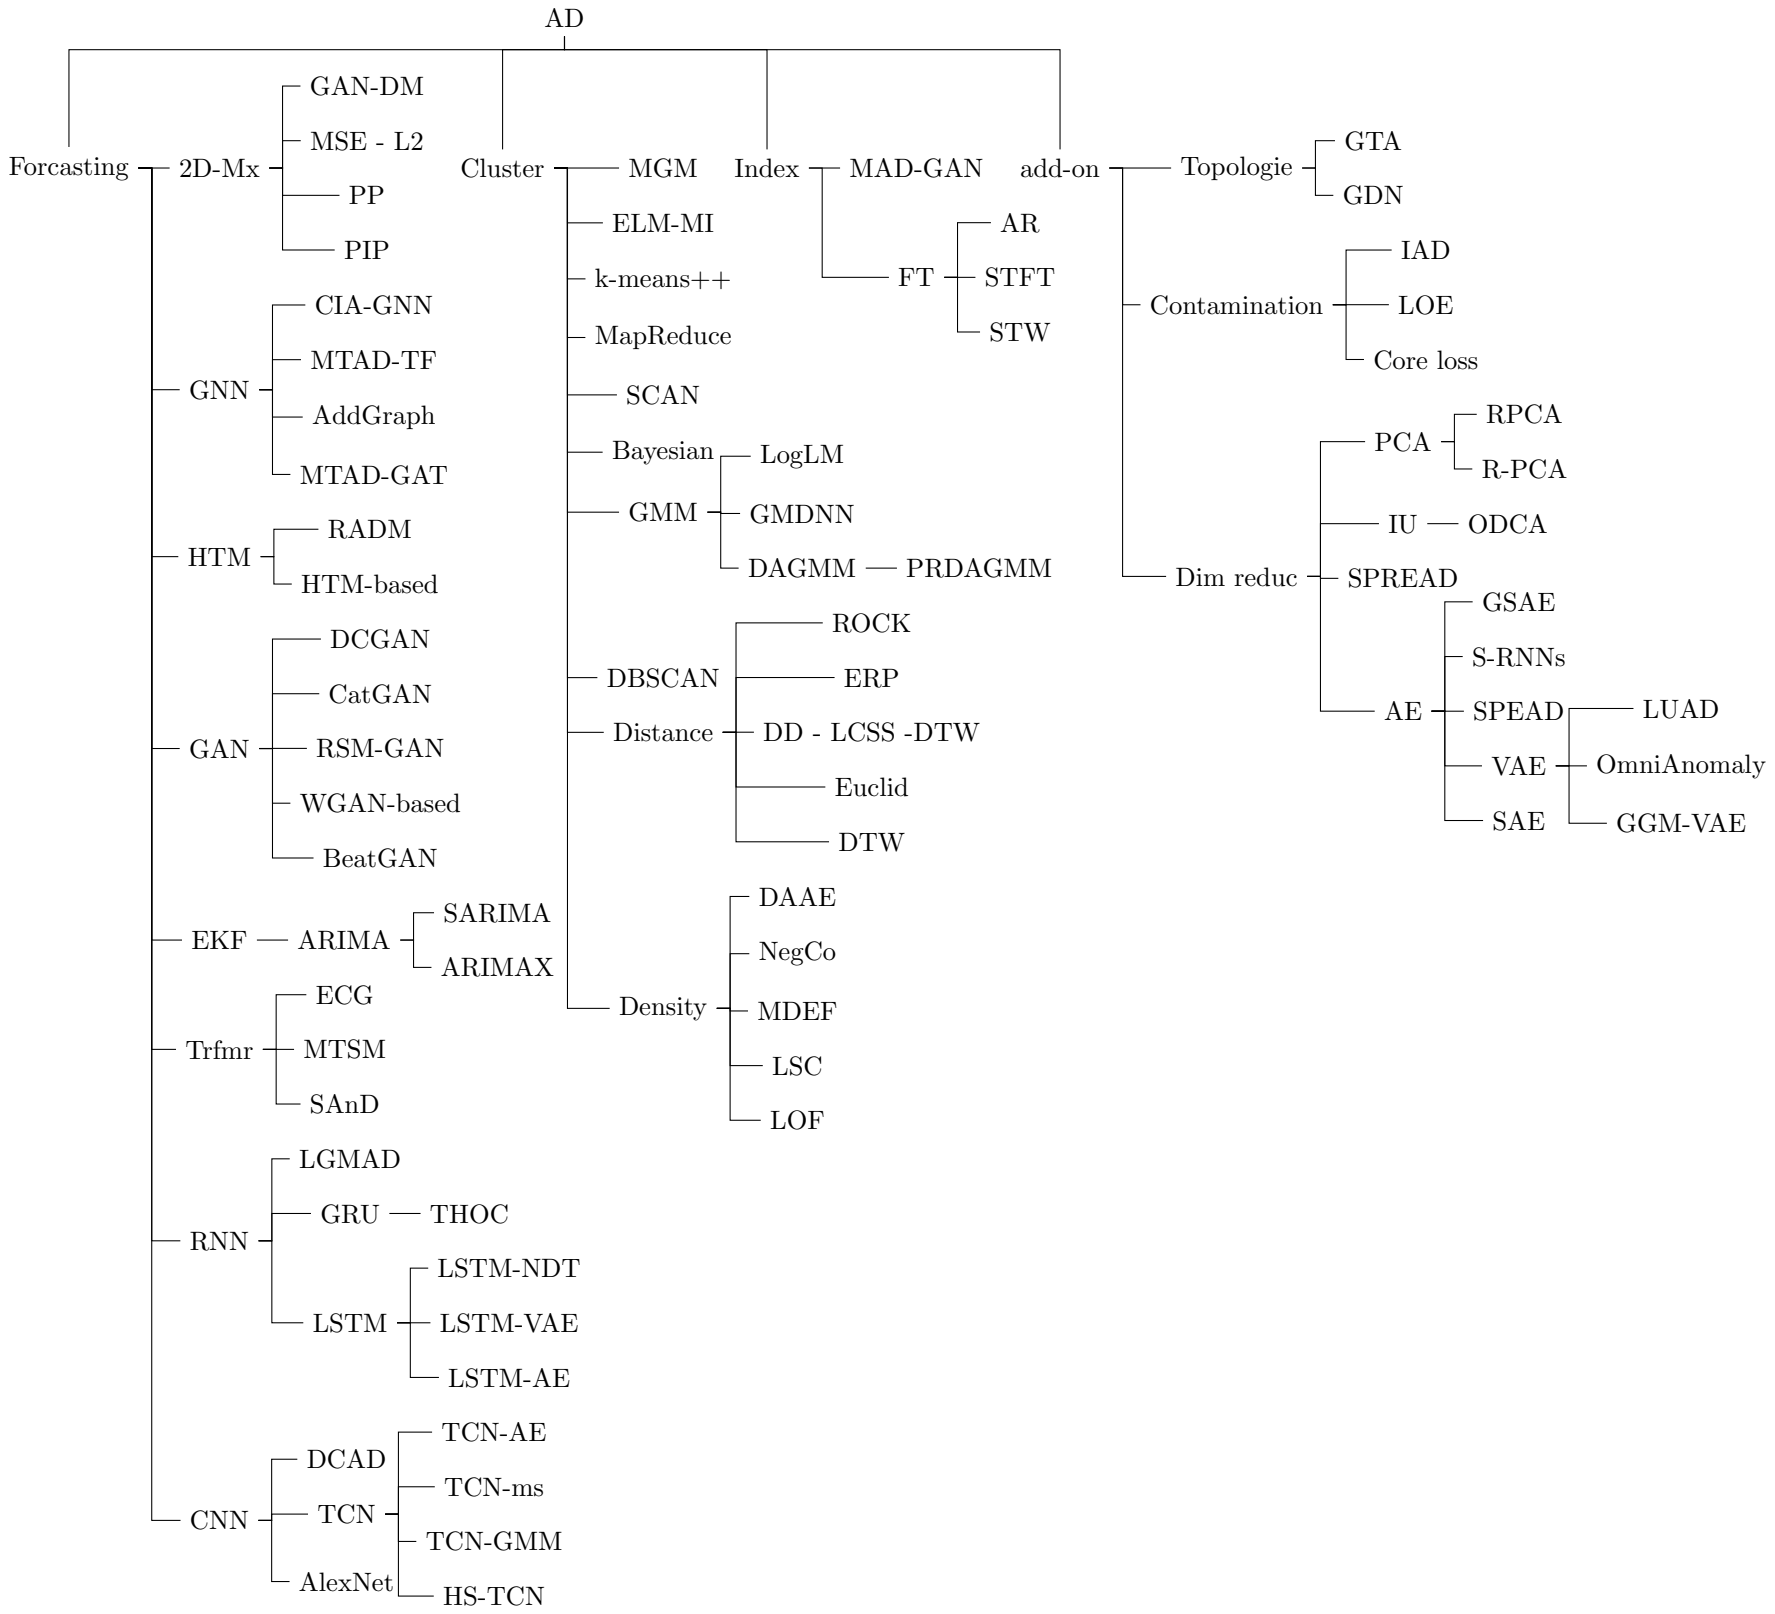 AD
Forcasting
2D-Mx
GAN-DM
MSE - L2
PP
PIP
GNN
CIA-GNN
MTAD-TF
AddGraph
MTAD-GAT
HTM
RADM
HTM-based
GAN
DCGAN
CatGAN
RSM-GAN
WGAN-based
BeatGAN
EKF
ARIMA
SARIMA
ARIMAX
Trfmr
ECG
MTSM
SAnD
RNN
LGMAD
GRU
THOC
LSTM
LSTM-NDT
LSTM-VAE
LSTM-AE
CNN
DCAD
TCN
TCN-AE
TCN-ms
TCN-GMM
HS-TCN
AlexNet
Cluster
MGM
ELM-MI
k-means++
MapReduce
SCAN
Bayesian
GMM
LogLM
GMDNN
DAGMM
PRDAGMM
DBSCAN
Distance
ROCK
ERP
DD - LCSS -DTW
Euclid
DTW
Density
DAAE
NegCo
MDEF
LSC
LOF
Index
MAD-GAN
FT
AR
STFT
STW
add-on
Topologie
GTA
GDN
Contamination
IAD
LOE
Core loss
Dim reduc
PCA
RPCA
R-PCA
IU
ODCA
SPREAD
AE
GSAE
S-RNNs
SPEAD
VAE
LUAD
OmniAnomaly
GGM-VAE
SAE